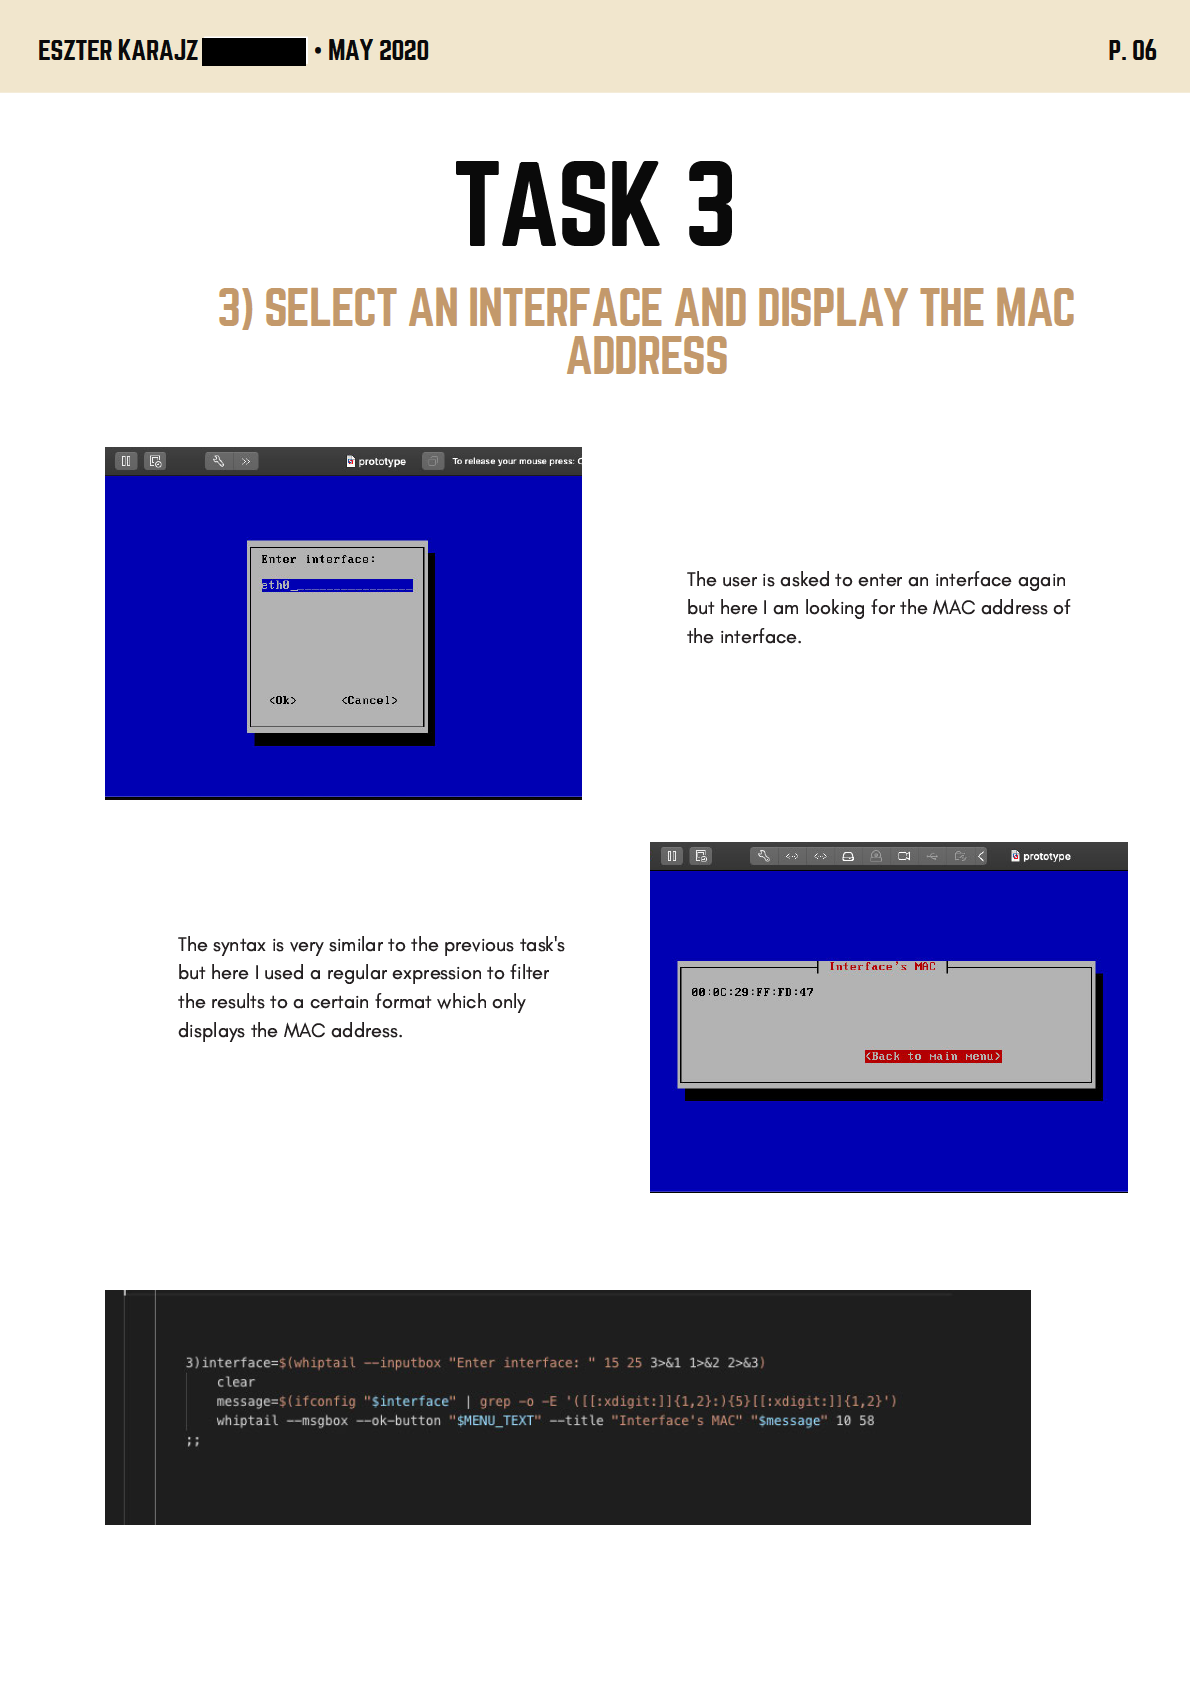 ESZTER KARAJZ • MAY 2020
P. 06
TASK 3
3) SELECT AN INTERFACE AND DISPLAY THE MAC
ADDRESS
prototype
To release your mouse press: C
Enter interface:
eth0_
<Ok> <Cancel>
The user is asked to enter an interface again
but here I am looking for the MAC address of
the interface.
prototype
Interface's MAC
00:0C:29:FF:FD:47
<Back to main menu>
The syntax is very similar to the previous task's
but here I used a regular expression to filter
the results to a certain format which only
displays the MAC address.
3)interface=$(whiptail --inputbox "Enter interface: " 15 25 3>&1 1>&2 2>&3)
clear
message=$(ifconfig "$interface" | grep -o -E '([[:xdigit:]]{1,2}:){5}[[:xdigit:]]{1,2}')
whiptail --msgbox --ok-button "$MENU_TEXT" --title "Interface's MAC" "$message" 10 58
;;